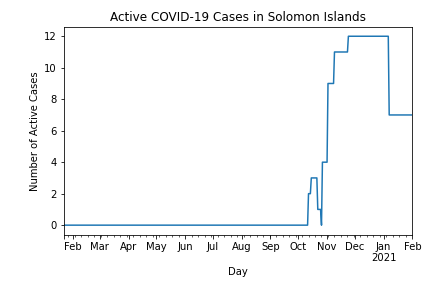 Active COVID-19 Cases in Solomon Islands
12
10
8
6
4
2
0
Number of Active Cases
Feb Mar Apr May Jun Jul Aug Sep Oct Nov Dec Jan Feb
2021
Day